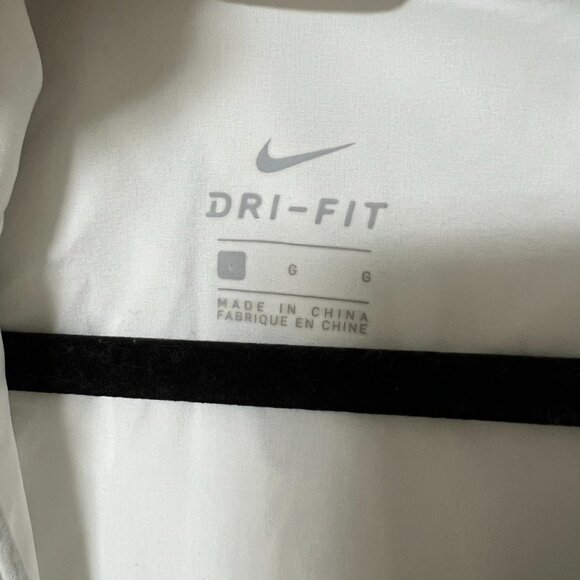 DRI-FIT
L G G
MADE IN CHINA
FABRIQUE EN CHINE